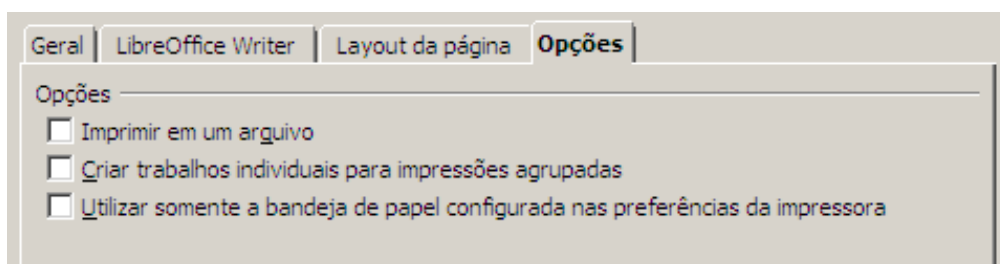 Geral LibreOffice Writer Layout da página Opções
Opções
Imprimir em um arquivo
Criar trabalhos individuais para impressões agrupadas
Utilizar somente a bandeja de papel configurada nas preferências da impressora